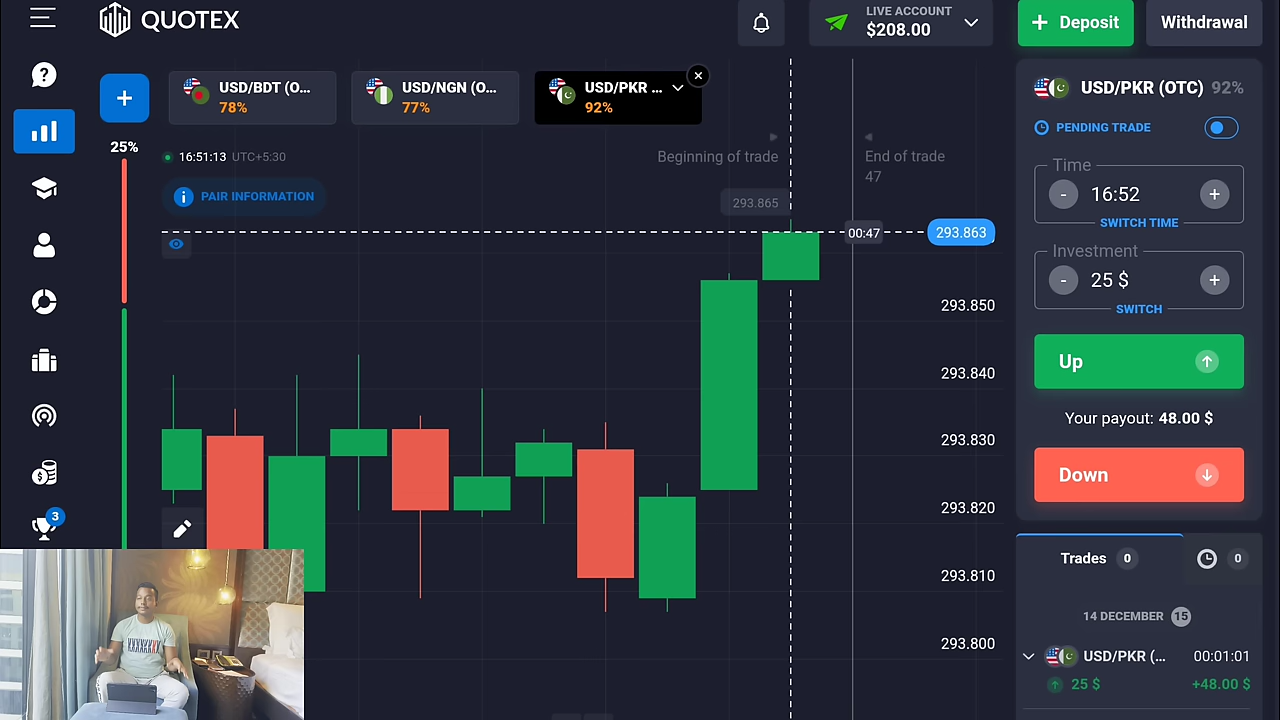 QUOTEX
LIVE ACCOUNT
$208.00
+ Deposit
Withdrawal
USD/BDT (O...
78%
USD/NGN (O...
77%
USD/PKR ...
92%
USD/PKR (OTC) 92%
25%
16:51:13 UTC+5:30
PAIR INFORMATION
Beginning of trade
End of trade
47
293.865
00:47
293.863
293.850
293.840
293.830
293.820
293.810
293.800
PENDING TRADE
Time
- 16:52 +
SWITCH TIME
Investment
- 25 $ +
SWITCH
Up
Your payout: 48.00 $
Down
3
Trades 0
0
14 DECEMBER 15
USD/PKR (... 00:01:01
25 $ +48.00 $